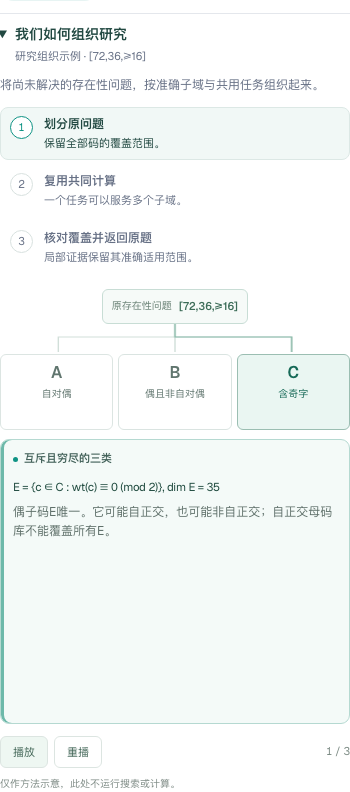 我们如何组织研究
研究组织示例 · [72,36,≥16]
将尚未解决的存在性问题，按准确子域与共用任务组织起来。
1
划分原问题
保留全部码的覆盖范围。
2
复用共同计算
一个任务可以服务多个子域。
3
核对覆盖并返回原题
局部证据保留其准确适用范围。
原存在性问题 [72,36,≥16]
A
自对偶
B
偶且非自对偶
C
含奇字
互斥且穷尽的三类
E = {c ∈ C : wt(c) ≡ 0 (mod 2)}, dim E = 35
偶子码E唯一。它可能自正交，也可能非自正交；自正交母码
库不能覆盖所有E。
播放
重播
1 / 3
仅作方法示意，此处不运行搜索或计算。